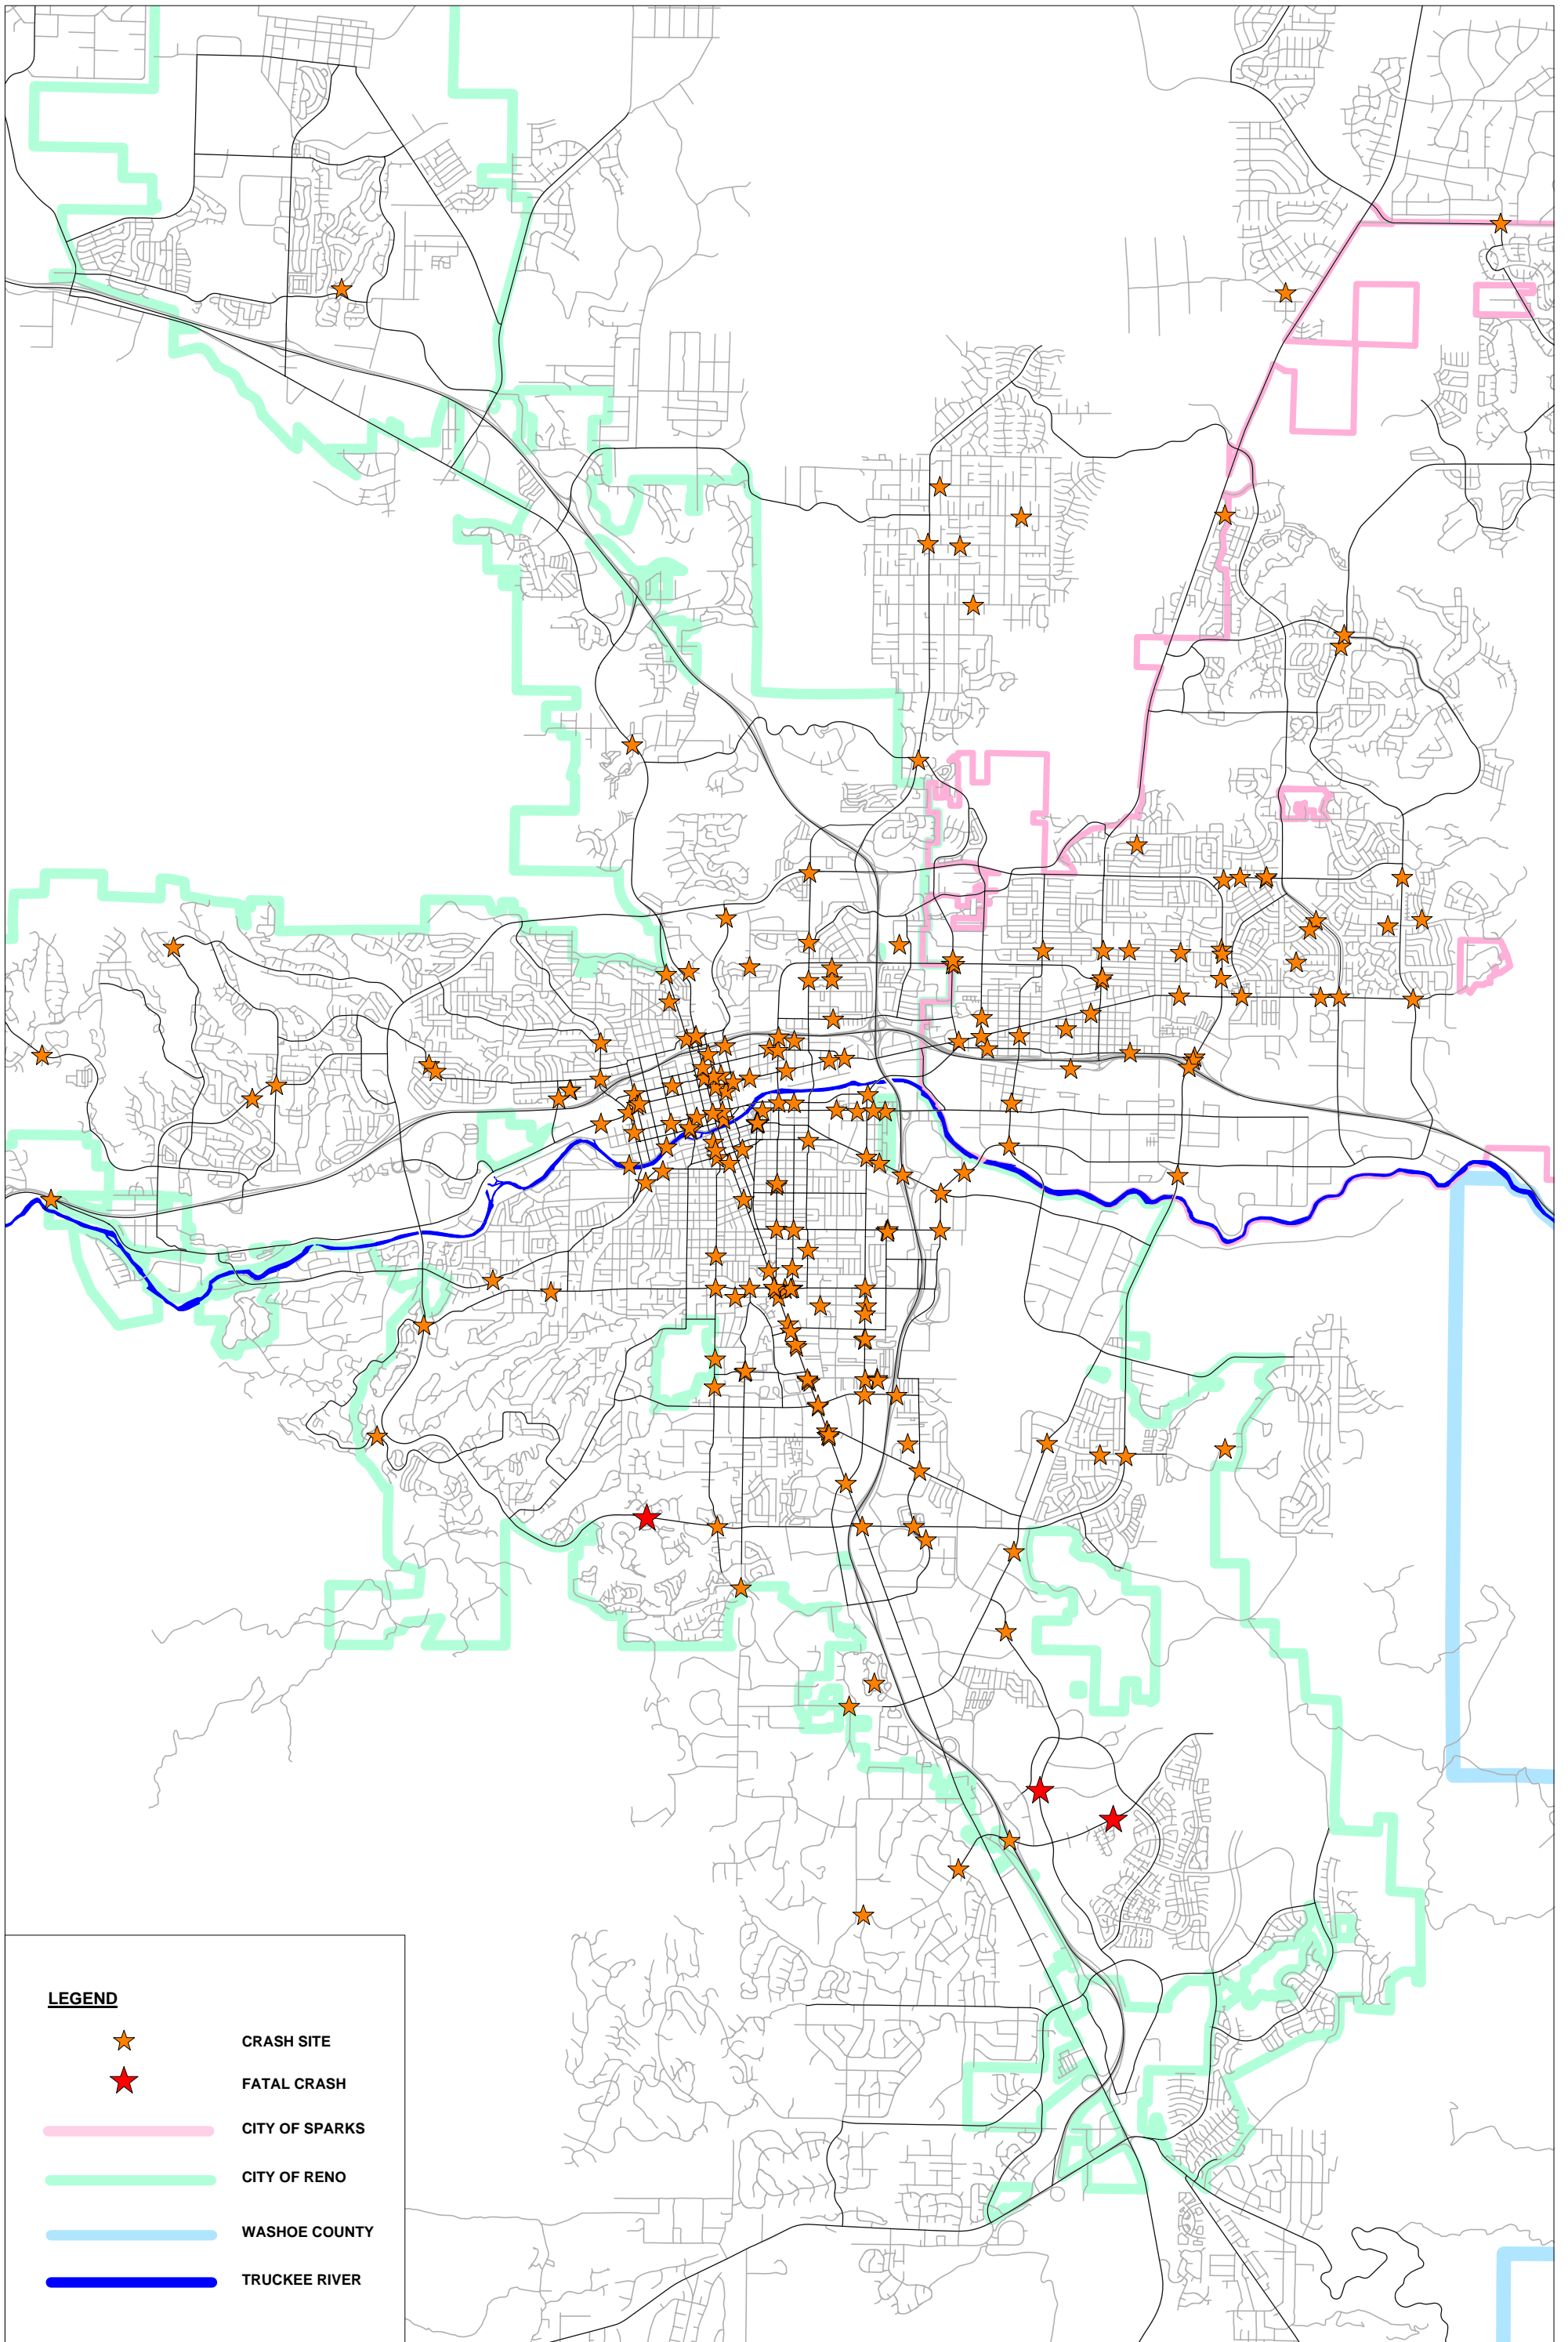 LEGEND
CRASH SITE
FATAL CRASH
CITY OF SPARKS
CITY OF RENO
WASHOE COUNTY
TRUCKEE RIVER